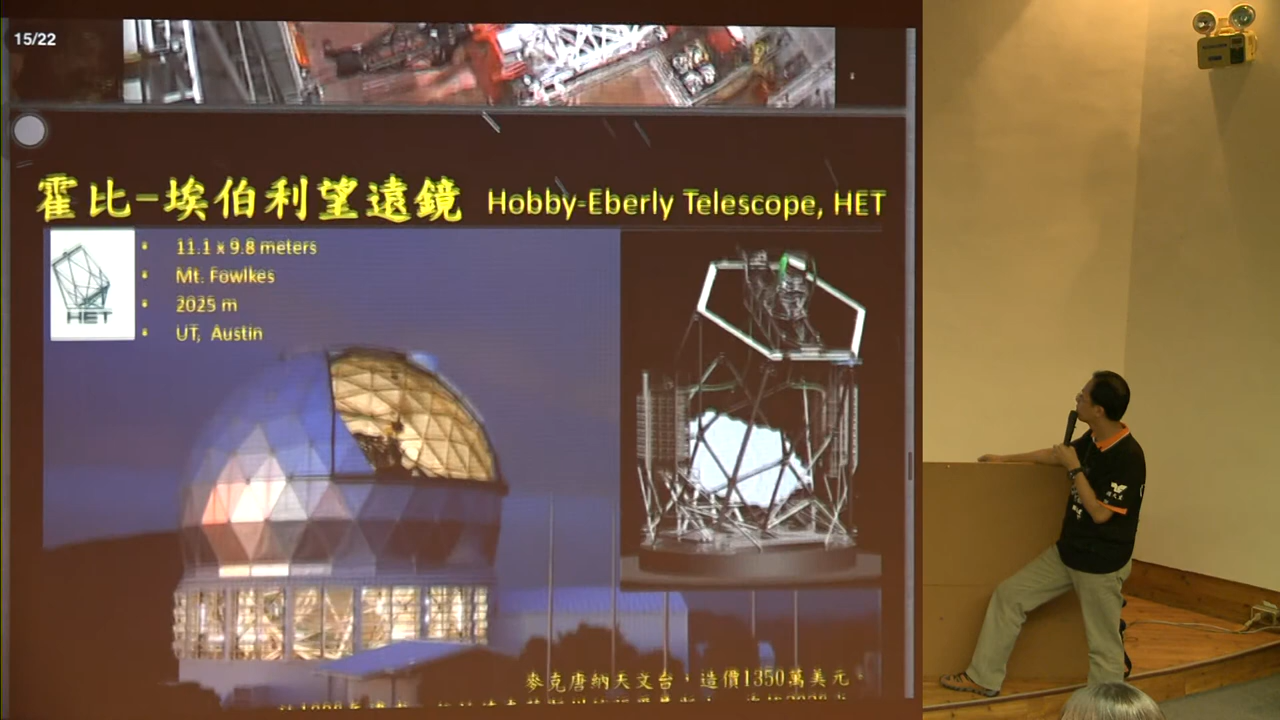 15/22
霍比-埃伯利望遠鏡 Hobby-Eberly Telescope, HET
• 11.1 x 9.8 meters
• Mt. Fowlkes
• 2025 m
• UT, Austin
HET
麥克唐納天文台，造價1350萬美元。